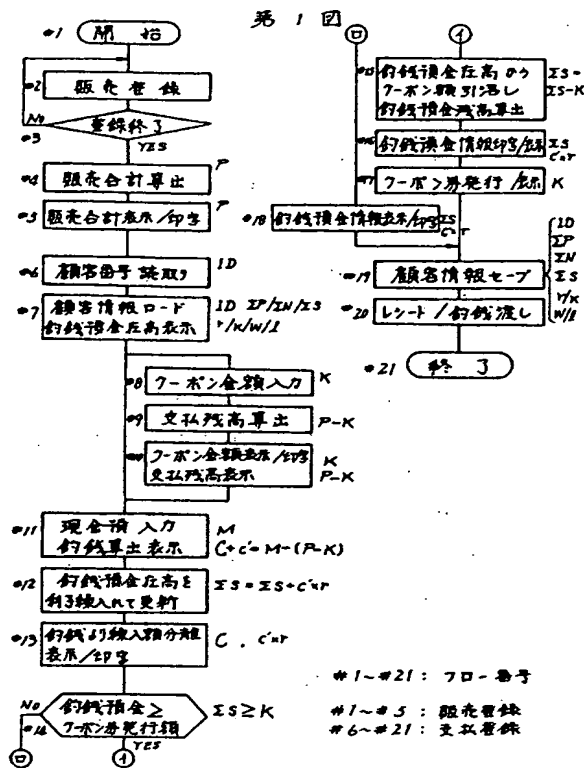 第1図
#1 開始
#2 販売登録
#3 登録終了
NO
YES
#4 販売合計算出 P
#5 販売合計表示/印字 P
#6 顧客番号読取り ID
#7 顧客情報ロード
釣銭預金在高表示
ID ΣP/ΣN/ΣS
r/K/W/l
#8 クーポン金額入力 K
#9 支払残高算出 P-K
クーポン金額表示/印字 K
支払残高表示 P-K
#11 現金預入力 M
釣銭算出表示 C+c'=M-(P-K)
#12 釣銭預金在高を
利子繰入れて更新
ΣS=ΣS+c'×r
#13 釣銭より繰入額分離
表示/印字
C, c'×r
#14 釣銭預金≥
クーポン券発行額
ΣS≥K
NO
YES
ロ
イ
ロ
イ
#15 釣銭預金在高から
クーポン額引落し
釣銭預金残高算出
ΣS=
ΣS-K
#16 釣銭預金情報印字/表示 ΣS
c'×r
#17 クーポン券発行/表示 K
#18 釣銭預金情報表示/印字 ΣS
c'×r
#19 顧客情報セーブ
ID
ΣP
ΣN
ΣS
r/K
W/l
#20 レシート/釣銭渡し
#21 終了
#1~#21: フロー番号
#1~#5: 販売登録
#6~#21: 支払登録